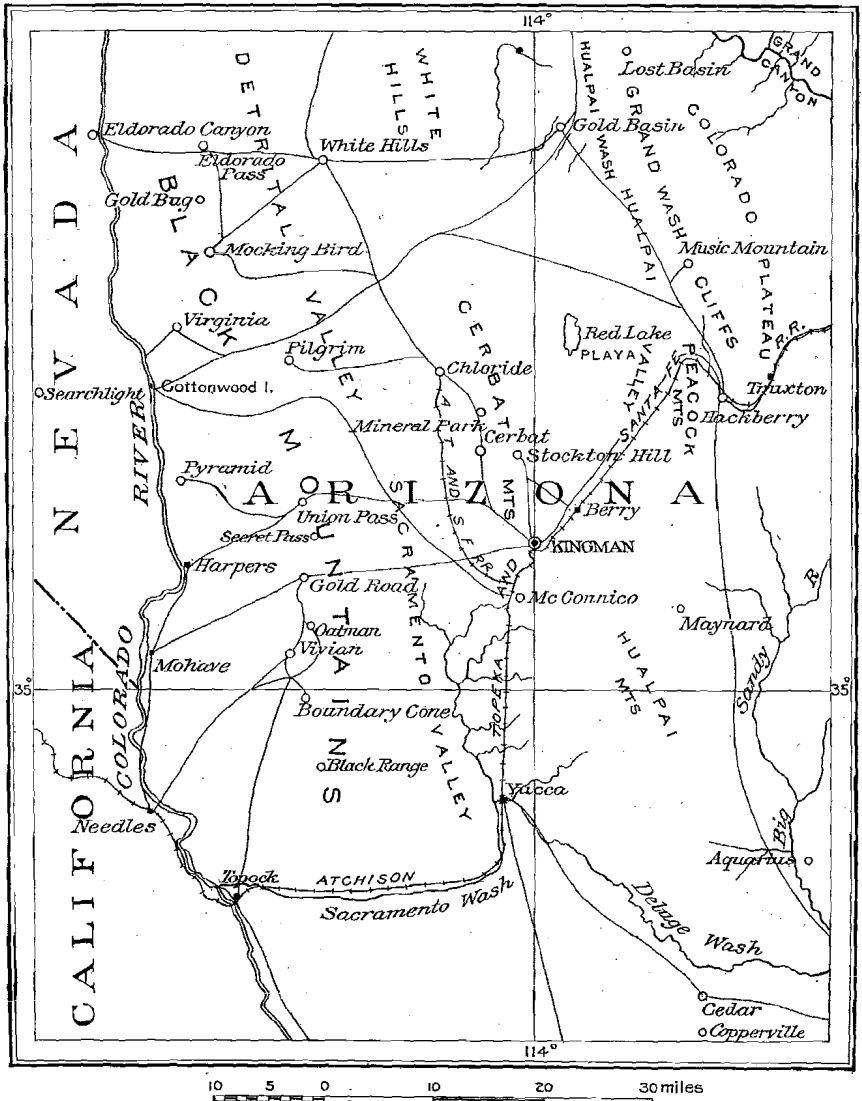 114°
GRAND
CANYON
Lost Basin
HUALPAI WASH
GRAND WASH CLIFFS
COLORADO PLATEAU
DETRITAL VALLEY
WHITE HILLS
Eldorado Canyon
Eldorado Pass
White Hills
Gold Basin
Gold Bug
NEVADA
BLACK MOUNTAINS
Mocking Bird
HUALPAI VALLEY
Music Mountain
Virginia
Red Lake
PLAYA
Pilgrim
CERBAT MTS
Chloride
PEACOCK MTS
R.R.
Truxton
Searchlight
Cottonwood I.
Hackberry
SANTA FE
Mineral Park
Cerbat
Stockton Hill
A T AND S F RR
RIVER
Pyramid
ARIZONA
Berry
Union Pass
Secret Pass
KINGMAN
Harpers
SACRAMENTO VALLEY
AND
Gold Road
Mc Connico
Maynard
Oatman
Vivian
Mohave
HUALPAI MTS
Big Sandy R
35°
35°
COLORADO
Boundary Cone
TOPEKA
CALIFORNIA
Black Range
Yucca
Needles
Aquarius
Topock
ATCHISON
Sacramento Wash
Deluge Wash
Cedar
Copperville
114°
10 5 0 10 20 30 miles